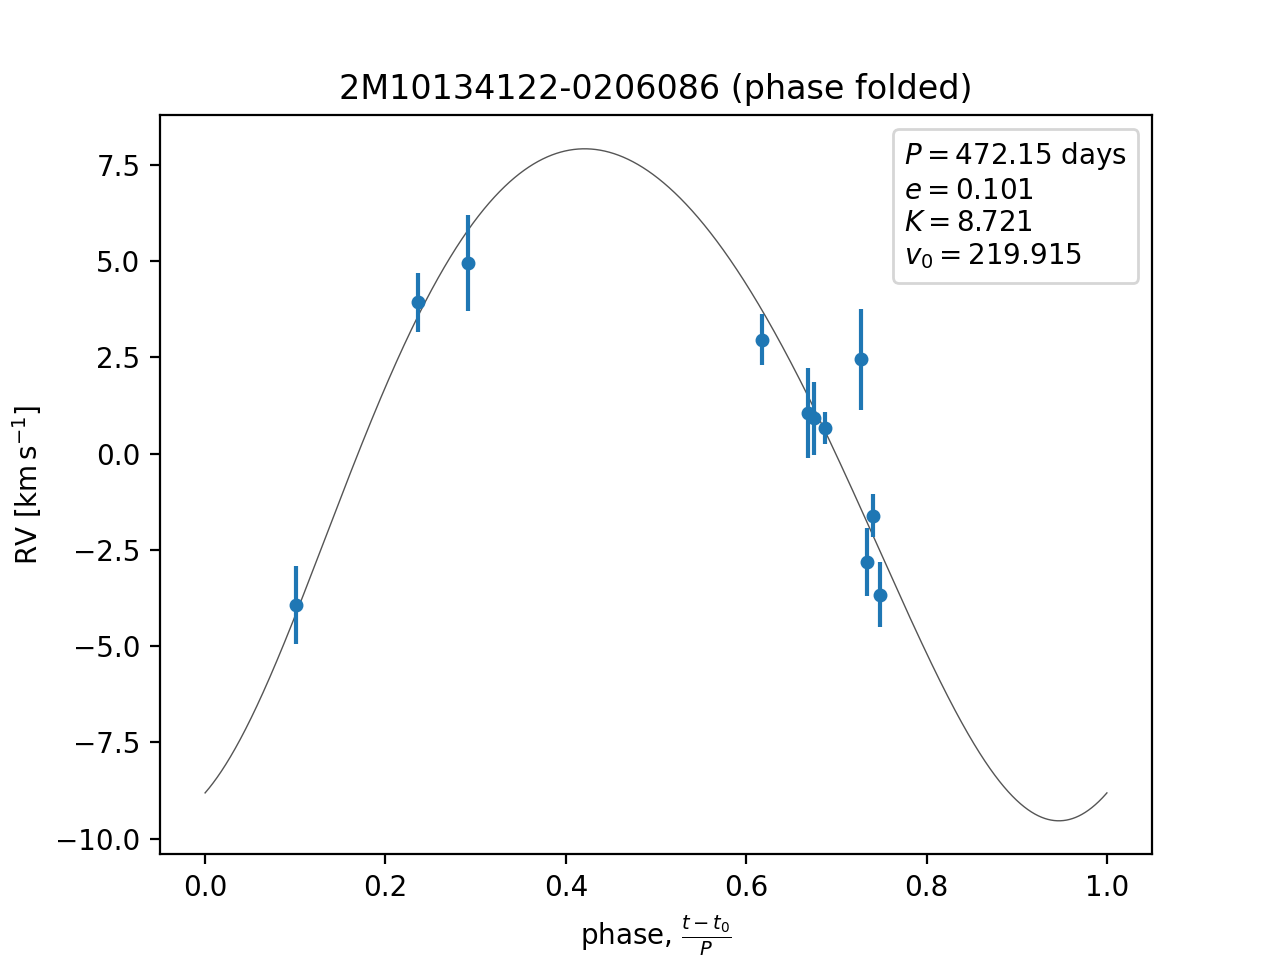 2M10134122-0206086 (phase folded)
P = 472.15 days
e = 0.101
K = 8.721
v₀ = 219.915
RV [km s⁻¹]
7.5
5.0
2.5
0.0
−2.5
−5.0
−7.5
−10.0
0.0 0.2 0.4 0.6 0.8 1.0
phase, (t − t₀)/P